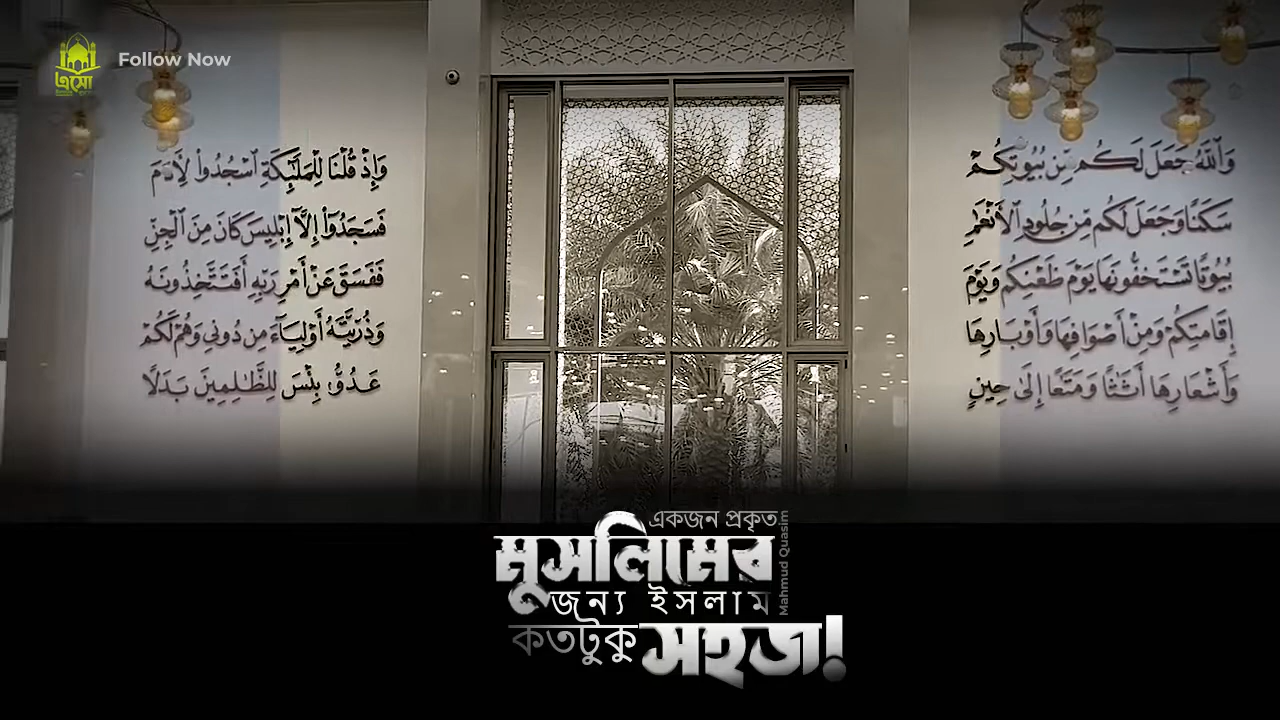 এসো
Follow Now
وَإِذْ قُلْنَا لِلْمَلَٰٓئِكَةِ ٱسْجُدُوا۟ لِءَادَمَ
فَسَجَدُوٓا۟ إِلَّآ إِبْلِيسَ كَانَ مِنَ ٱلْجِنِّ
فَفَسَقَ عَنْ أَمْرِ رَبِّهِۦٓ أَفَتَتَّخِذُونَهُۥ
وَذُرِّيَّتَهُۥٓ أَوْلِيَآءَ مِن دُونِى وَهُمْ لَكُمْ
عَدُوٌّۢ بِئْسَ لِلظَّٰلِمِينَ بَدَلًا
وَٱللَّهُ جَعَلَ لَكُم مِّنۢ بُيُوتِكُمْ
سَكَنًا وَجَعَلَ لَكُم مِّن جُلُودِ ٱلْأَنْعَٰمِ
بُيُوتًا تَسْتَخِفُّونَهَا يَوْمَ ظَعْنِكُمْ وَيَوْمَ
إِقَامَتِكُمْ وَمِنْ أَصْوَافِهَا وَأَوْبَارِهَا
وَأَشْعَارِهَآ أَثَٰثًا وَمَتَٰعًا إِلَىٰ حِينٍ
একজন প্রকৃত
মুসলিমের
জন্য ইসলাম
কতটুকু সহজ!
Mahmud Quasim